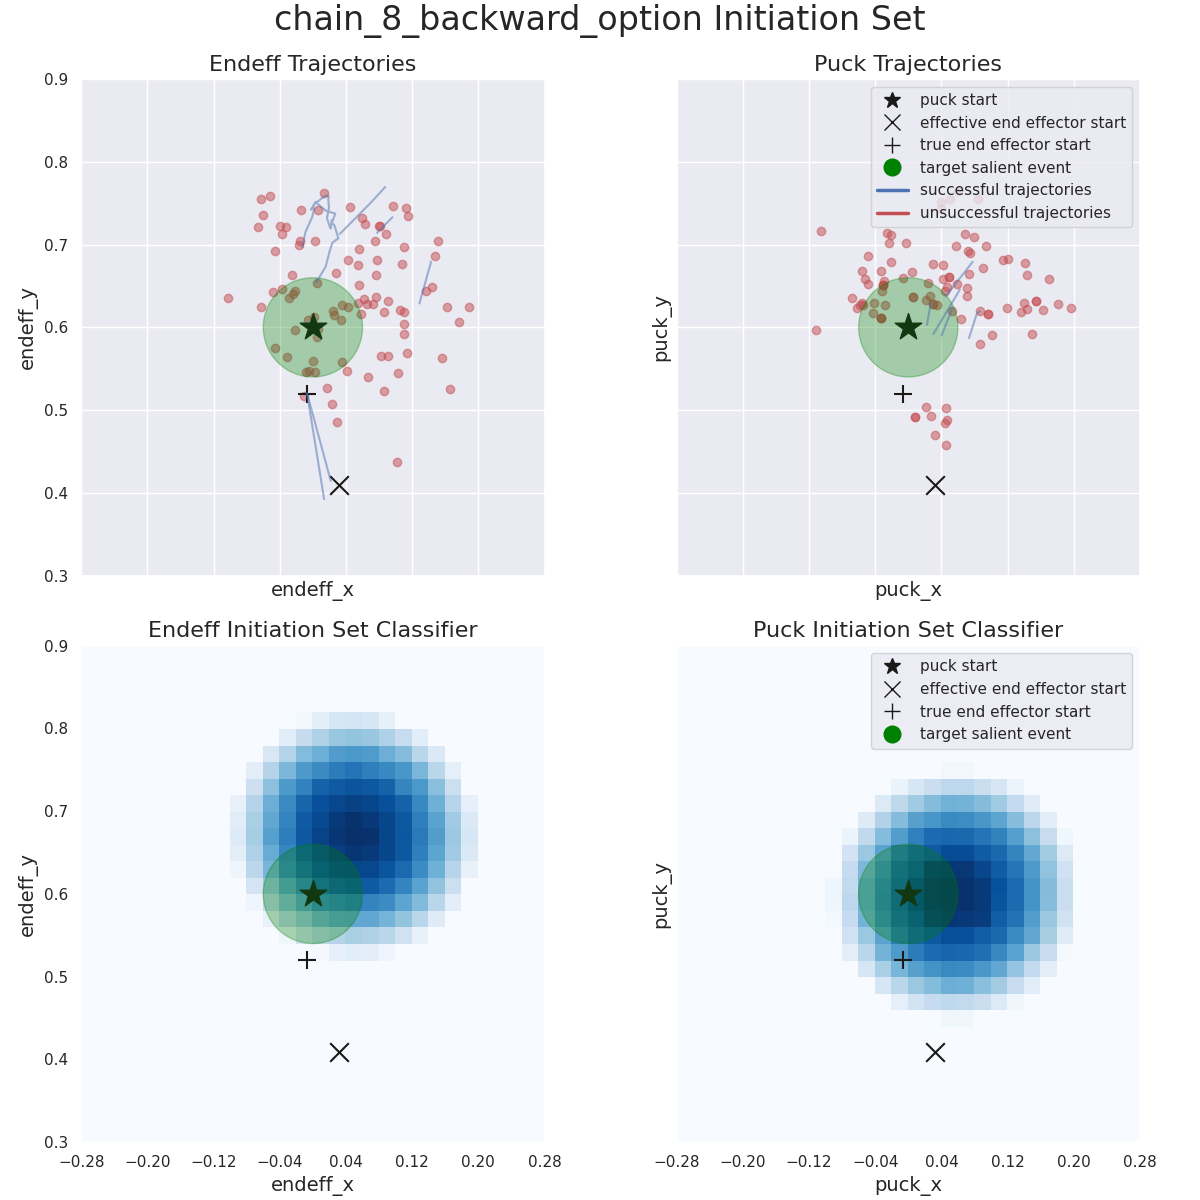 chain_8_backward_option Initiation Set
Endeff Trajectories
Puck Trajectories
0.9
0.8
0.7
0.6
0.5
0.4
0.3
endeff_y
endeff_x
puck start
effective end effector start
true end effector start
target salient event
successful trajectories
unsuccessful trajectories
puck_y
puck_x
Endeff Initiation Set Classifier
Puck Initiation Set Classifier
0.9
0.8
0.7
0.6
0.5
0.4
0.3
endeff_y
−0.28 −0.20 −0.12 −0.04 0.04 0.12 0.20 0.28
endeff_x
puck start
effective end effector start
true end effector start
target salient event
puck_y
−0.28 −0.20 −0.12 −0.04 0.04 0.12 0.20 0.28
puck_x